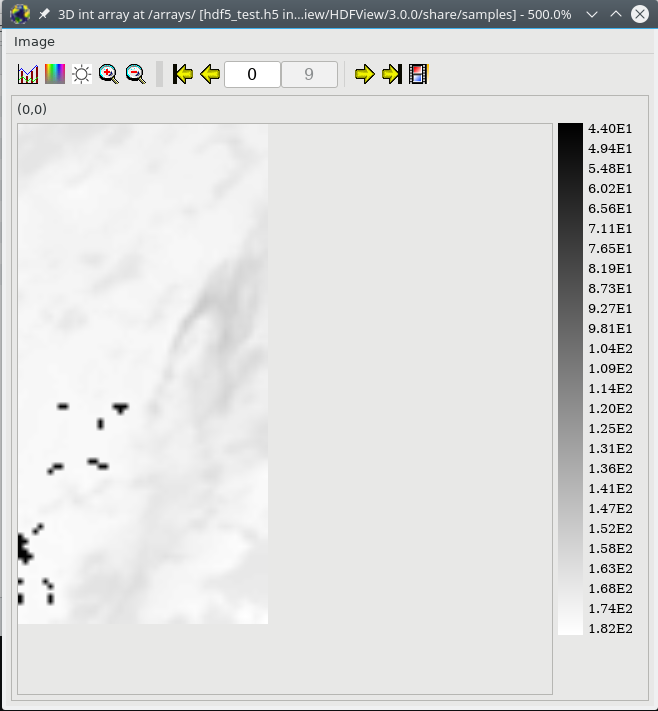 3D int array at /arrays/ [hdf5_test.h5 in...iew/HDFView/3.0.0/share/samples] - 500.0%
Image
0
9
(0,0)
4.40E1
4.94E1
5.48E1
6.02E1
6.56E1
7.11E1
7.65E1
8.19E1
8.73E1
9.27E1
9.81E1
1.04E2
1.09E2
1.14E2
1.20E2
1.25E2
1.31E2
1.36E2
1.41E2
1.47E2
1.52E2
1.58E2
1.63E2
1.68E2
1.74E2
1.82E2